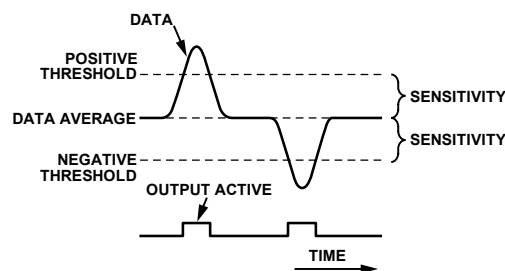 DATA
POSITIVE
THRESHOLD
SENSITIVITY
DATA AVERAGE
SENSITIVITY
NEGATIVE
THRESHOLD
OUTPUT ACTIVE
TIME